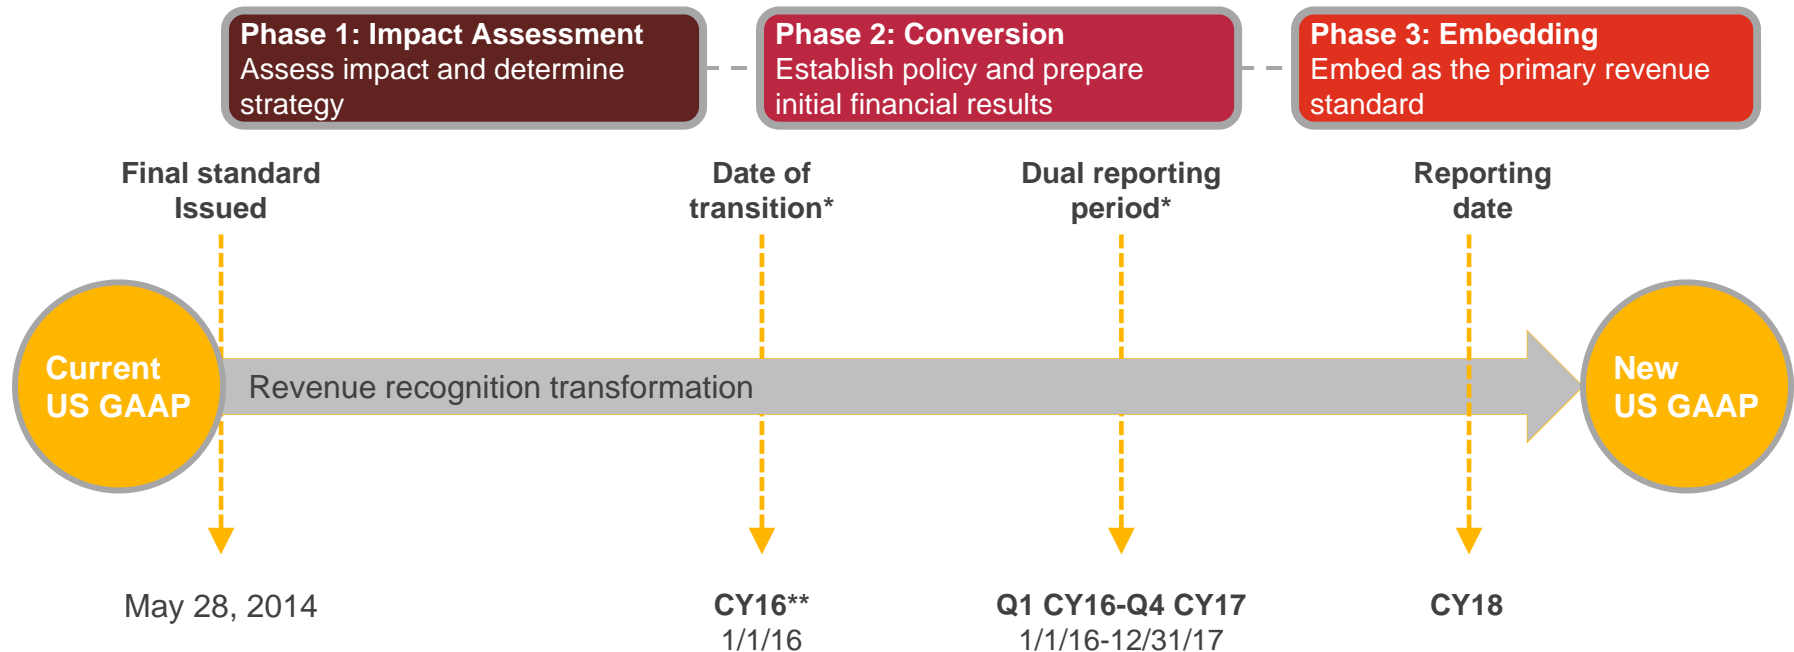 Phase 1: Impact Assessment
Assess impact and determine
strategy
Phase 2: Conversion
Establish policy and prepare
initial financial results
Phase 3: Embedding
Embed as the primary revenue
standard
Final standard
Issued
Date of
transition*
Dual reporting
period*
Reporting
date
Current
US GAAP
Revenue recognition transformation
New
US GAAP
May 28, 2014
CY16**
1/1/16
Q1 CY16-Q4 CY17
1/1/16-12/31/17
CY18